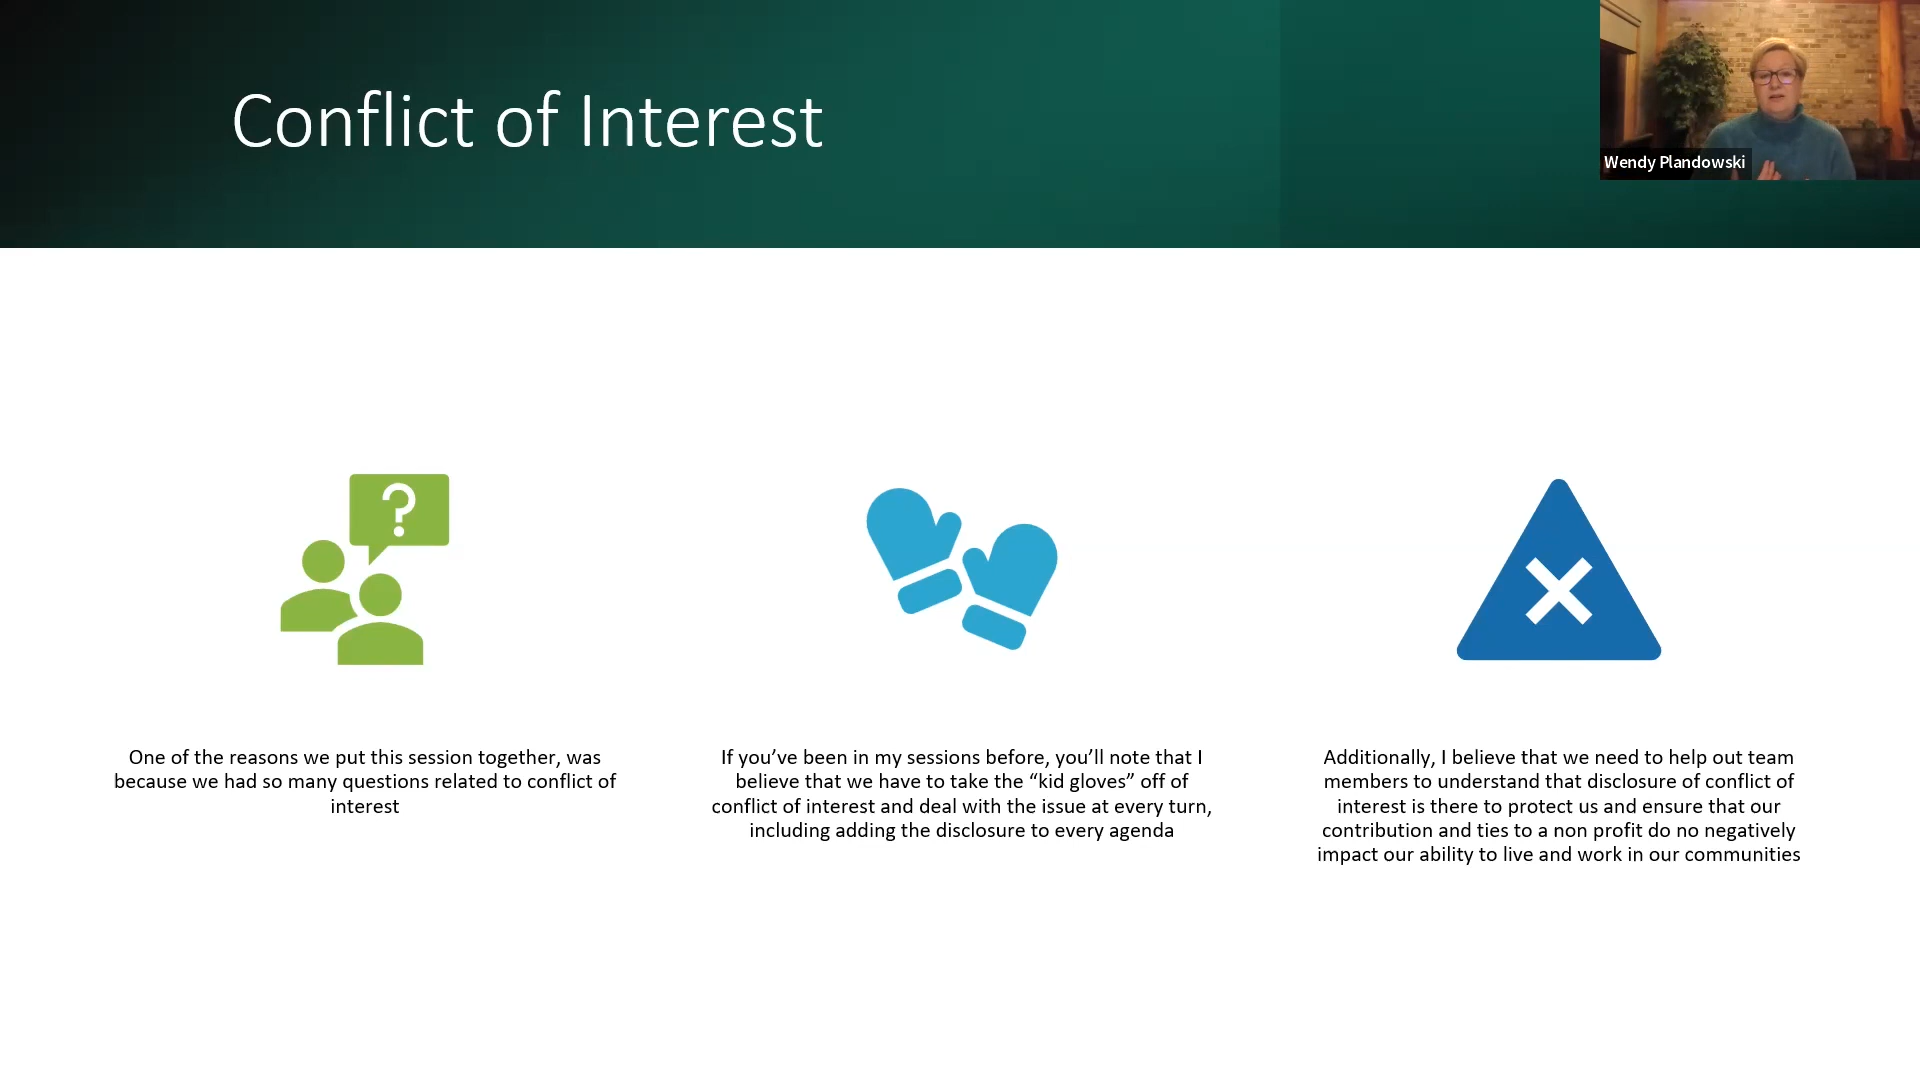 Conflict of Interest
Wendy Plandowski
?
One of the reasons we put this session together, was
because we had so many questions related to conflict of
interest
If you’ve been in my sessions before, you’ll note that I
believe that we have to take the “kid gloves” off of
conflict of interest and deal with the issue at every turn,
including adding the disclosure to every agenda
Additionally, I believe that we need to help out team
members to understand that disclosure of conflict of
interest is there to protect us and ensure that our
contribution and ties to a non profit do no negatively
impact our ability to live and work in our communities